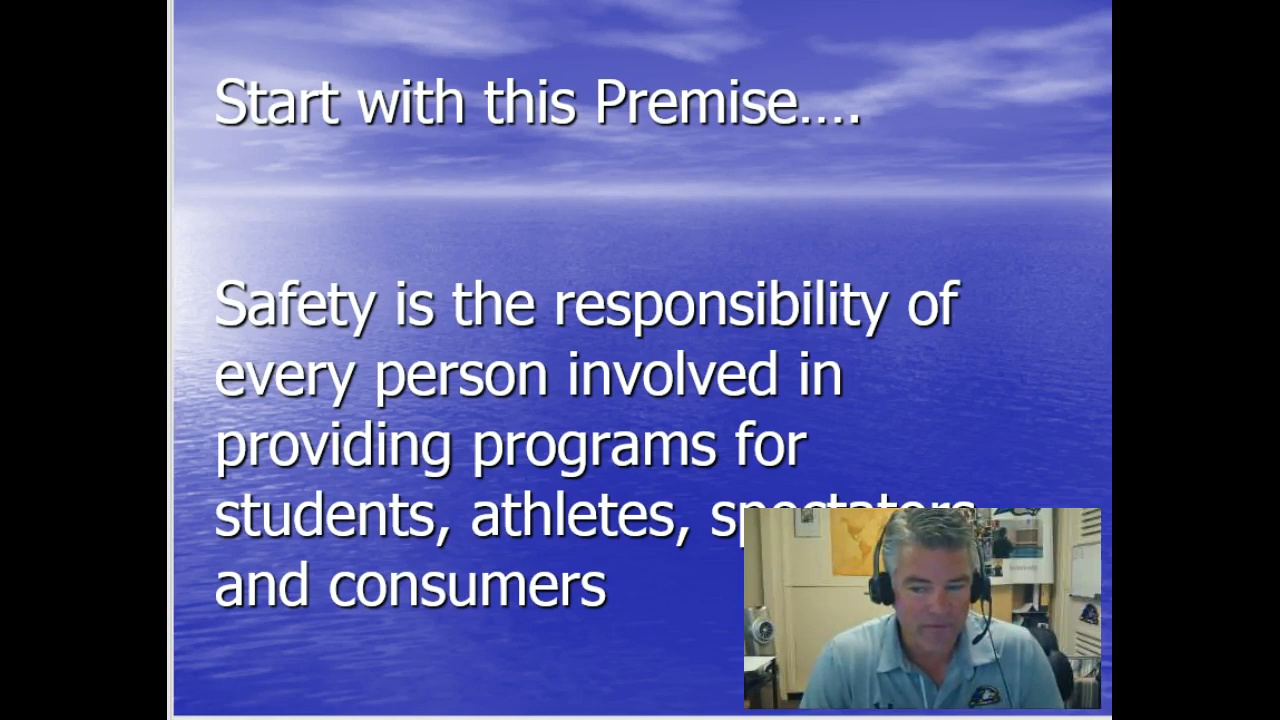 Start with this Premise….
Safety is the responsibility of
every person involved in
providing programs for
students, athletes, spectators
and consumers